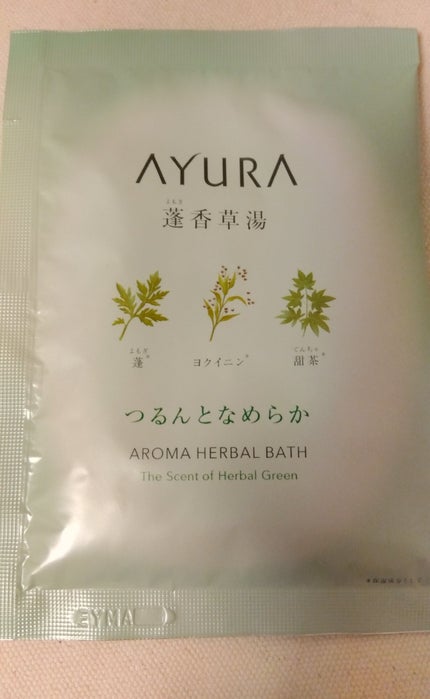 AYURA
よもぎ
蓬香草湯
よもぎ てんちゃ
蓬* ヨクイニン* 甜茶*
つるんとなめらか
AROMA HERBAL BATH
The Scent of Herbal Green